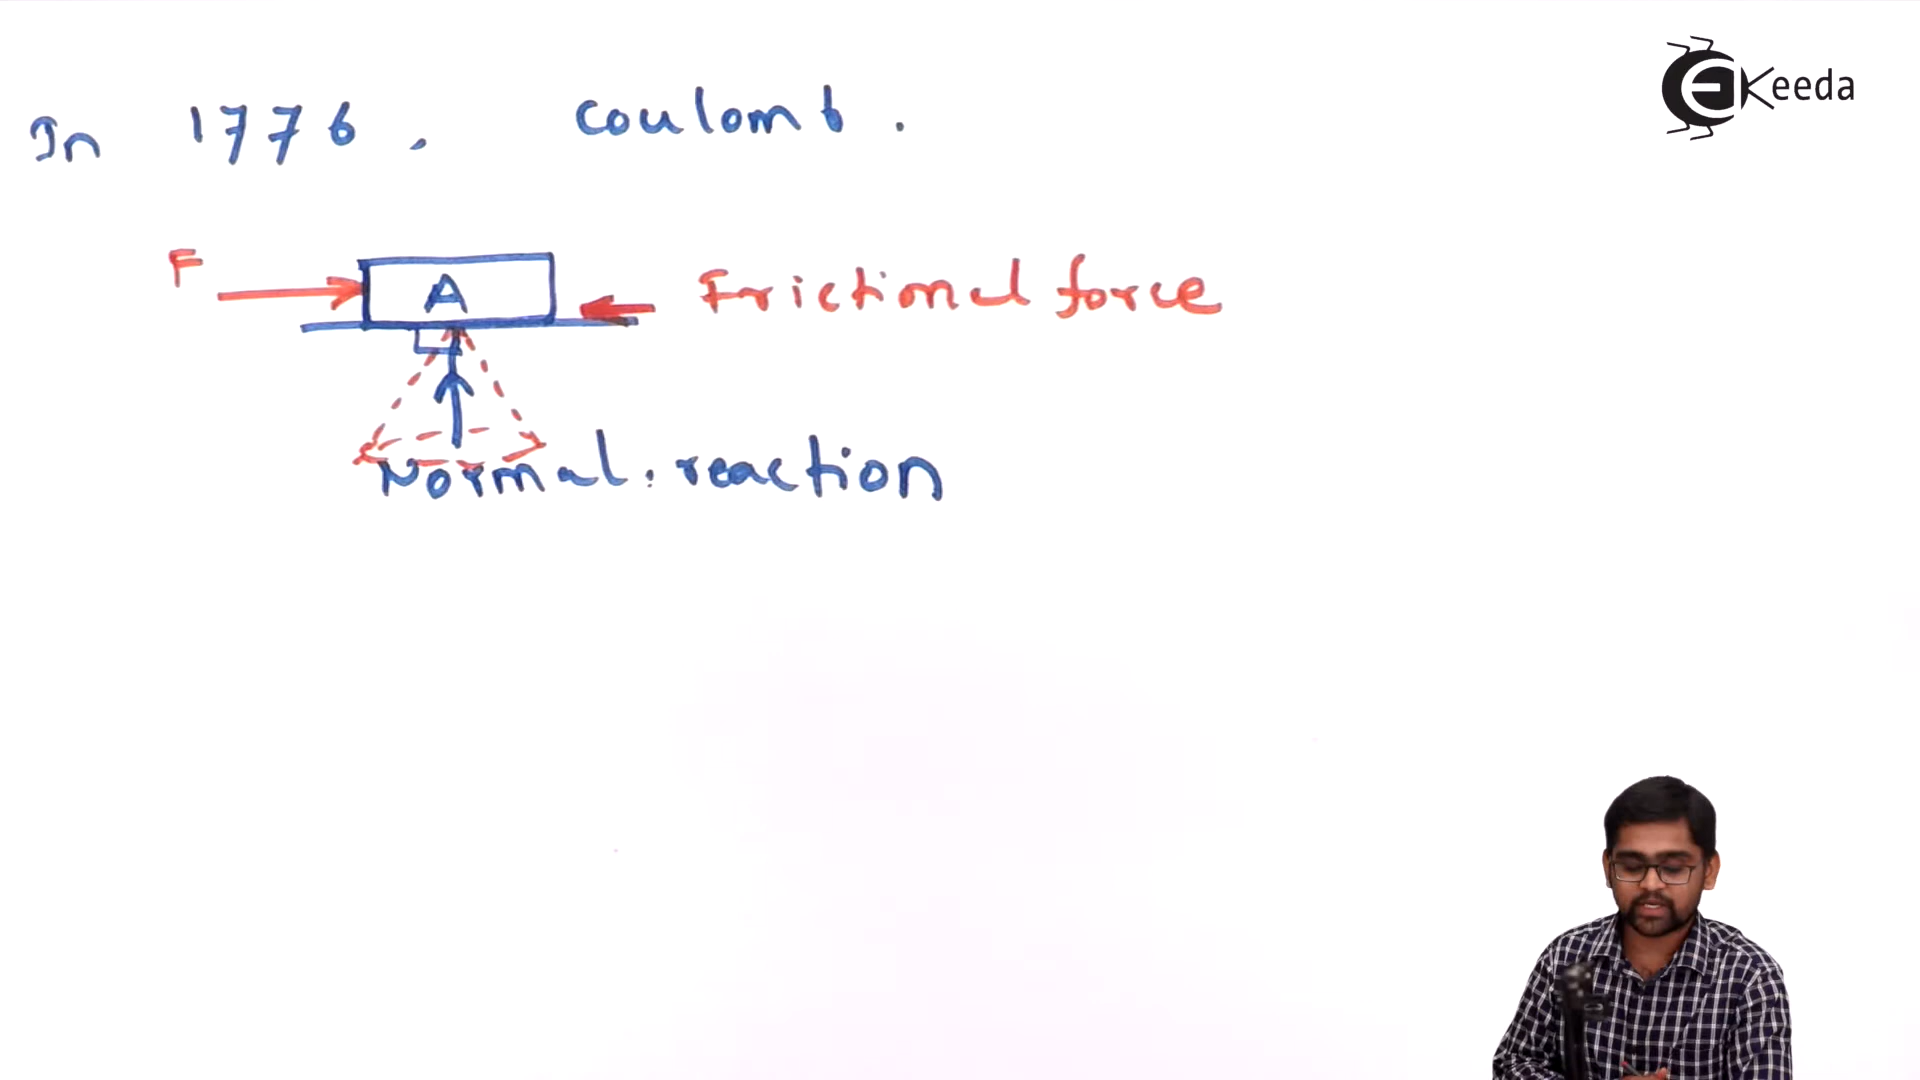 In 1776, Coulomb.
EKeeda
F
A
Frictional force
Normal reaction